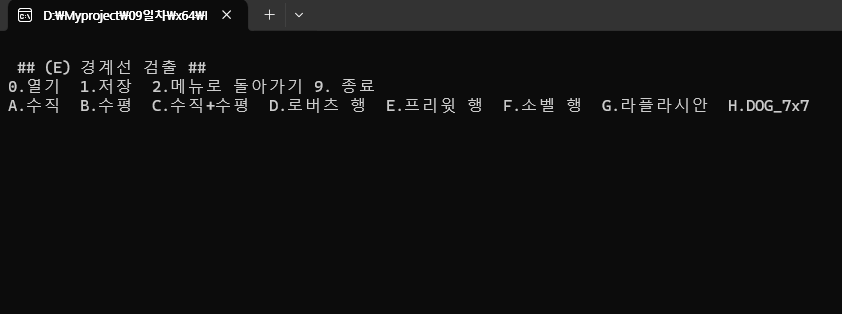 D:₩Myproject₩09일차₩x64₩
## (E) 경계선 검출 ##
0.열기  1.저장  2.메뉴로 돌아가기 9. 종료
A.수직  B.수평  C.수직+수평  D.로버츠 행  E.프리윗 행  F.소벨 행  G.라플라시안  H.DOG_7x7